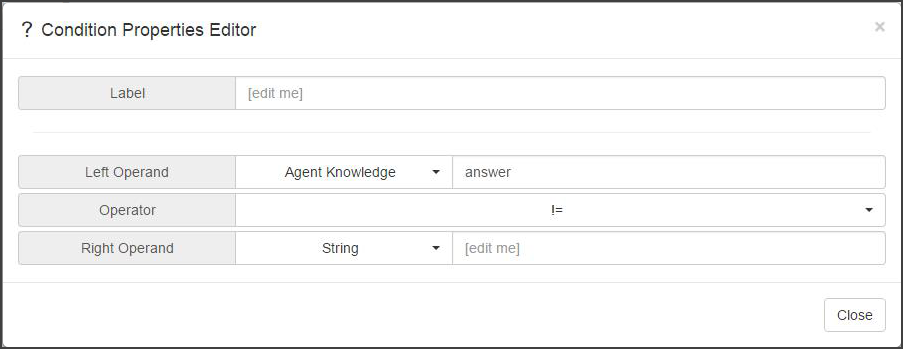 ? Condition Properties Editor ×
Label [edit me]
Left Operand Agent Knowledge answer
Operator !=
Right Operand String [edit me]
Close